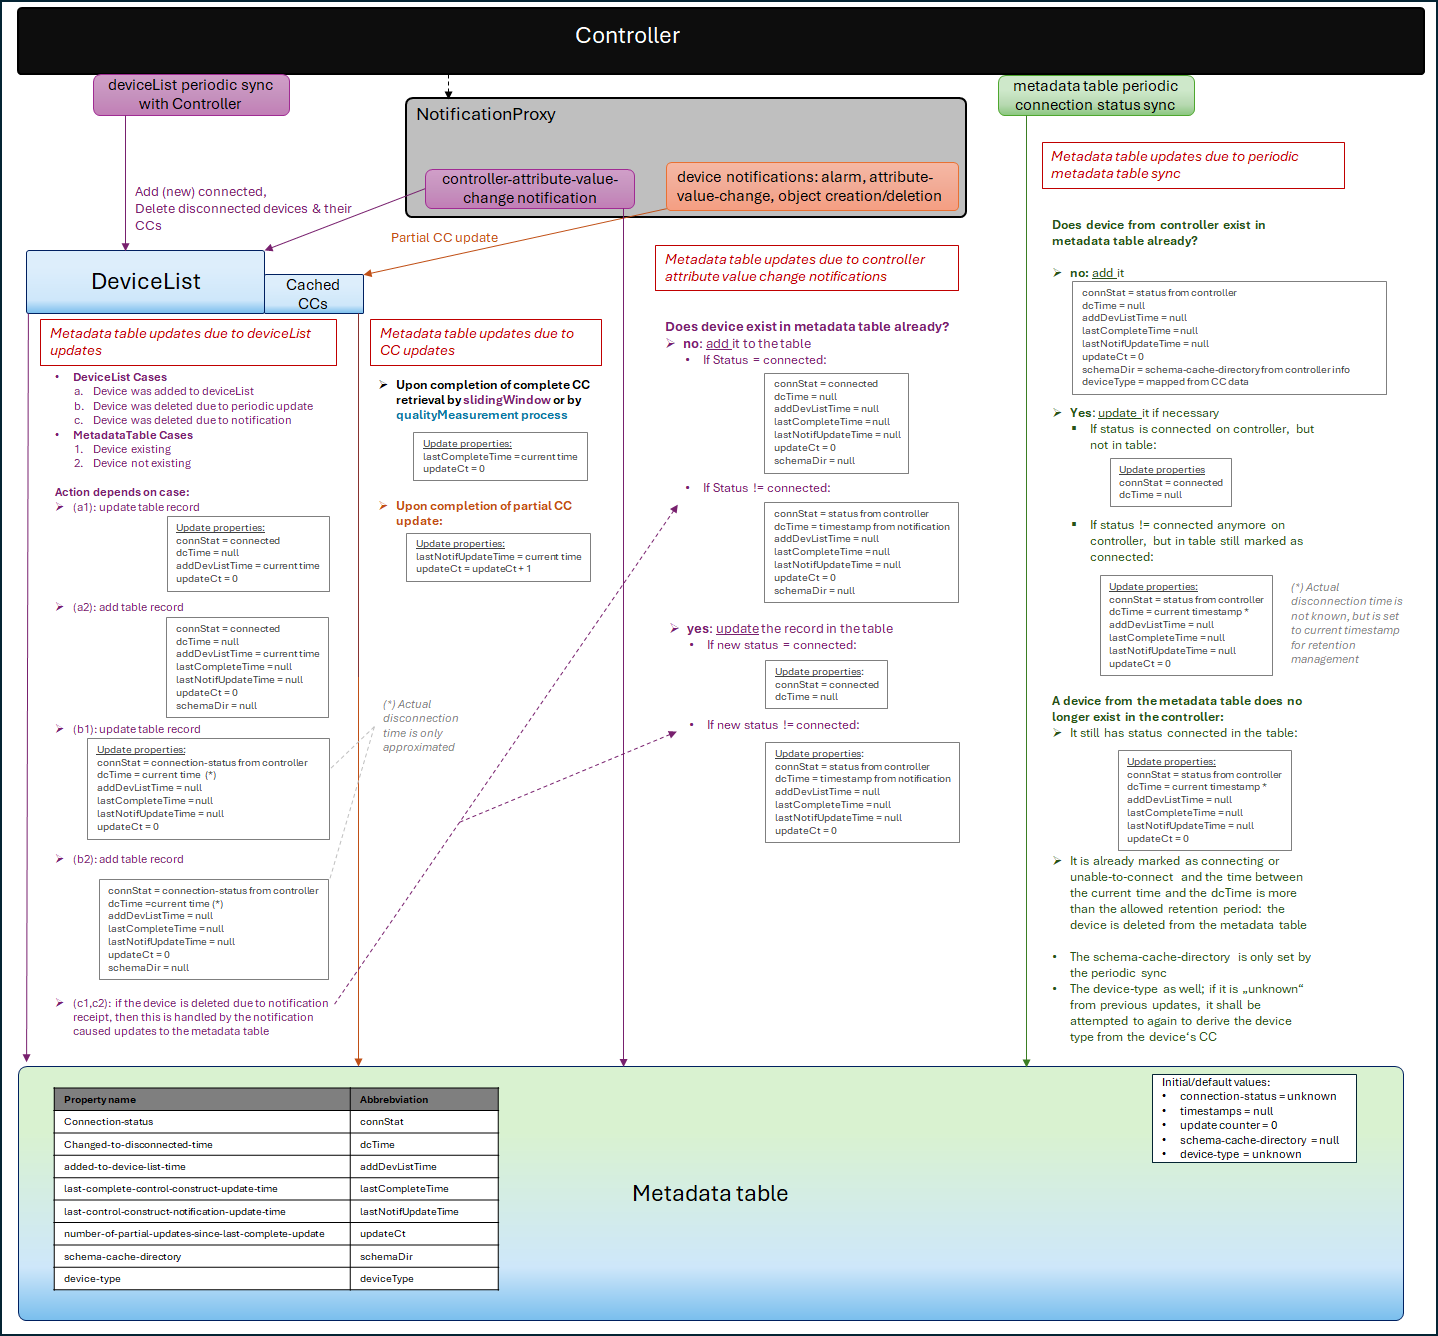 Controller
deviceList periodic sync
with Controller
metadata table periodic
connection status sync
NotificationProxy
controller-attribute-value-
change notification
device notifications: alarm, attribute-
value-change, object creation/deletion
Add (new) connected,
Delete disconnected devices & their
CCs
Partial CC update
DeviceList
Cached
CCs
Metadata table updates due to deviceList
updates
• DeviceList Cases
a. Device was added to deviceList
b. Device was deleted due to periodic update
c. Device was deleted due to notification
• MetadataTable Cases
1. Device existing
2. Device not existing
Action depends on case:
➢ (a1): update table record
Update properties:
connStat = connected
dcTime = null
addDevListTime = current time
updateCt = 0
➢ (a2): add table record
connStat = connected
dcTime = null
addDevListTime = current time
lastCompleteTime = null
lastNotifUpdateTime = null
updateCt = 0
schemaDir = null
➢ (b1): update table record
Update properties:
connStat = connection-status from controller
dcTime = current time (*)
addDevListTime = null
lastCompleteTime = null
lastNotifUpdateTime = null
updateCt = 0
➢ (b2): add table record
connStat = connection-status from controller
dcTime =current time (*)
addDevListTime = null
lastCompleteTime = null
lastNotifUpdateTime = null
updateCt = 0
schemaDir = null
➢ (c1,c2): if the device is deleted due to notification
receipt, then this is handled by the notification
caused updates to the metadata table
Metadata table updates due to
CC updates
➢ Upon completion of complete CC
retrieval by slidingWindow or by
qualityMeasurement process
Update properties:
lastCompleteTime = current time
updateCt = 0
➢ Upon completion of partial CC
update:
Update properties:
lastNotifUpdateTime = current time
updateCt = updateCt + 1
(*) Actual
disconnection
time is only
approximated
Metadata table updates due to controller
attribute value change notifications
Does device exist in metadata table already?
➢ no: add it to the table
• If Status = connected:
connStat = connected
dcTime = null
addDevListTime = null
lastCompleteTime = null
lastNotifUpdateTime = null
updateCt = 0
schemaDir = null
• If Status != connected:
connStat = status from controller
dcTime = timestamp from notification
addDevListTime = null
lastCompleteTime = null
lastNotifUpdateTime = null
updateCt = 0
schemaDir = null
➢ yes: update the record in the table
• If new status = connected:
Update properties:
connStat = connected
dcTime = null
• If new status != connected:
Update properties:
connStat = status from controller
dcTime = timestamp from notification
addDevListTime = null
lastCompleteTime = null
lastNotifUpdateTime = null
updateCt = 0
Metadata table updates due to periodic
metadata table sync
Does device from controller exist in
metadata table already?
➢ no: add it
connStat = status from controller
dcTime = null
addDevListTime = null
lastCompleteTime = null
lastNotifUpdateTime = null
updateCt = 0
schemaDir = schema-cache-directory from controller info
deviceType = mapped from CC data
➢ Yes: update it if necessary
▪ If status is connected on controller, but
not in table:
Update properties
connStat = connected
dcTime = null
▪ If status != connected anymore on
controller, but in table still marked as
connected:
Update properties:
connStat = status from controller
dcTime = current timestamp *
addDevListTime = null
lastCompleteTime = null
lastNotifUpdateTime = null
updateCt = 0
(*) Actual
disconnection time is
not known, but is set
to current timestamp
for retention
management
A device from the metadata table does no
longer exist in the controller:
➢ It still has status connected in the table:
Update properties:
connStat = status from controller
dcTime = current timestamp *
addDevListTime = null
lastCompleteTime = null
lastNotifUpdateTime = null
updateCt = 0
➢ It is already marked as connecting or
unable-to-connect and the time between
the current time and the dcTime is more
than the allowed retention period: the
device is deleted from the metadata table
• The schema-cache-directory is only set by
the periodic sync
• The device-type as well; if it is „unknown“
from previous updates, it shall be
attempted to again to derive the device
type from the device‘s CC
Property name Abbrebviation
Connection-status connStat
Changed-to-disconnected-time dcTime
added-to-device-list-time addDevListTime
last-complete-control-construct-update-time lastCompleteTime
last-control-construct-notification-update-time lastNotifUpdateTime
number-of-partial-updates-since-last-complete-update updateCt
schema-cache-directory schemaDir
device-type deviceType
Metadata table
Initial/default values:
• connection-status = unknown
• timestamps = null
• update counter = 0
• schema-cache-directory = null
• device-type = unknown